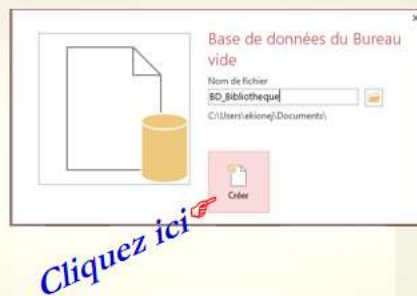 Base de données du Bureau
vide
Nom de fichier
BD_Bibliotheque
C:\Users\ekionej\Documents\
Créer
Cliquez ici